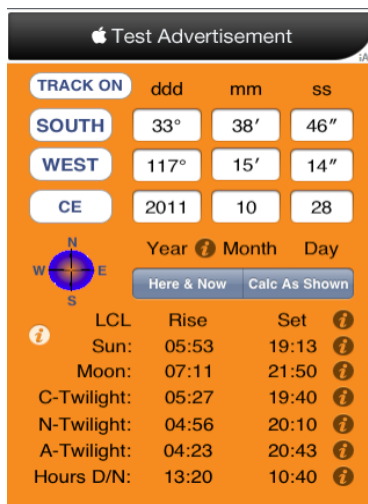 Test Advertisement
iA
TRACK ON ddd mm ss
SOUTH 33° 38′ 46″
WEST 117° 15′ 14″
CE 2011 10 28
N
W E
S
Year i Month Day
Here & Now Calc As Shown
i
LCL Rise Set i
Sun: 05:53 19:13 i
Moon: 07:11 21:50 i
C-Twilight: 05:27 19:40 i
N-Twilight: 04:56 20:10 i
A-Twilight: 04:23 20:43 i
Hours D/N: 13:20 10:40 i